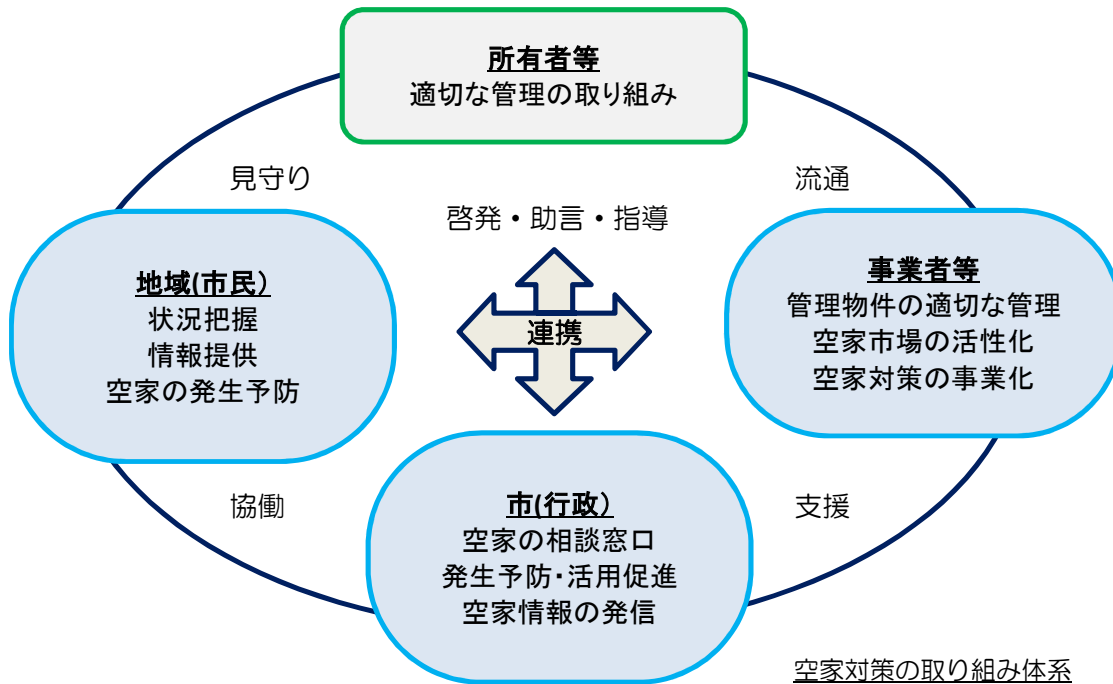 所有者等
適切な管理の取り組み
見守り
流通
啓発・助言・指導
地域(市民)
状況把握
情報提供
空家の発生予防
連携
事業者等
管理物件の適切な管理
空家市場の活性化
空家対策の事業化
協働
支援
市(行政)
空家の相談窓口
発生予防・活用促進
空家情報の発信
空家対策の取り組み体系